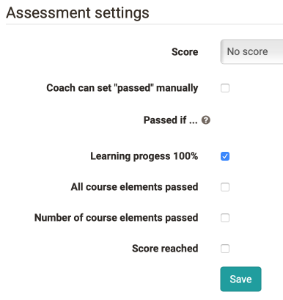 Assessment settings
Score No score
Coach can set "passed" manually
Passed if ...
Learning progess 100%
All course elements passed
Number of course elements passed
Score reached
Save